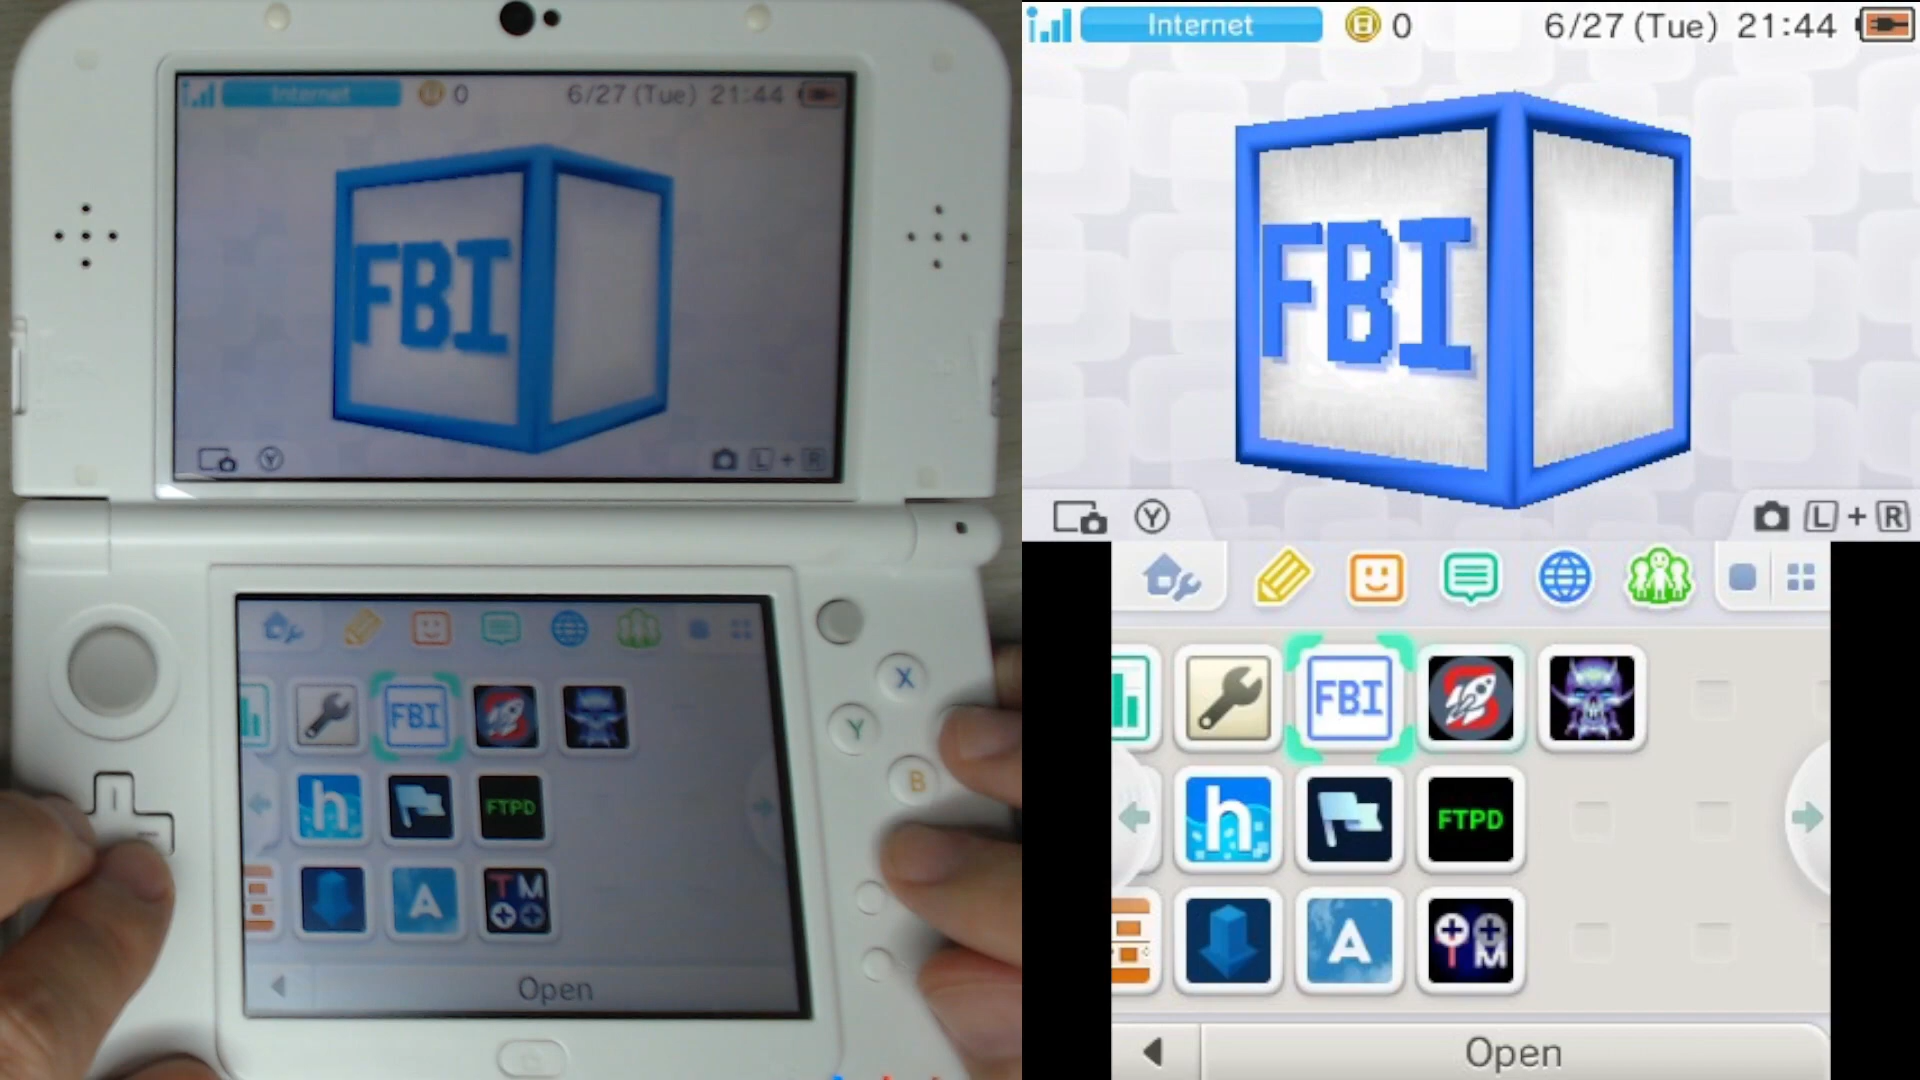 Internet 0 6/27 (Tue) 21:44
FBI
Y L + R
FBI
h FTPD
A T M
Open
X
Y
B
Internet 0 6/27 (Tue) 21:44
FBI
Y L + R
FBI
h FTPD
A T M
Open